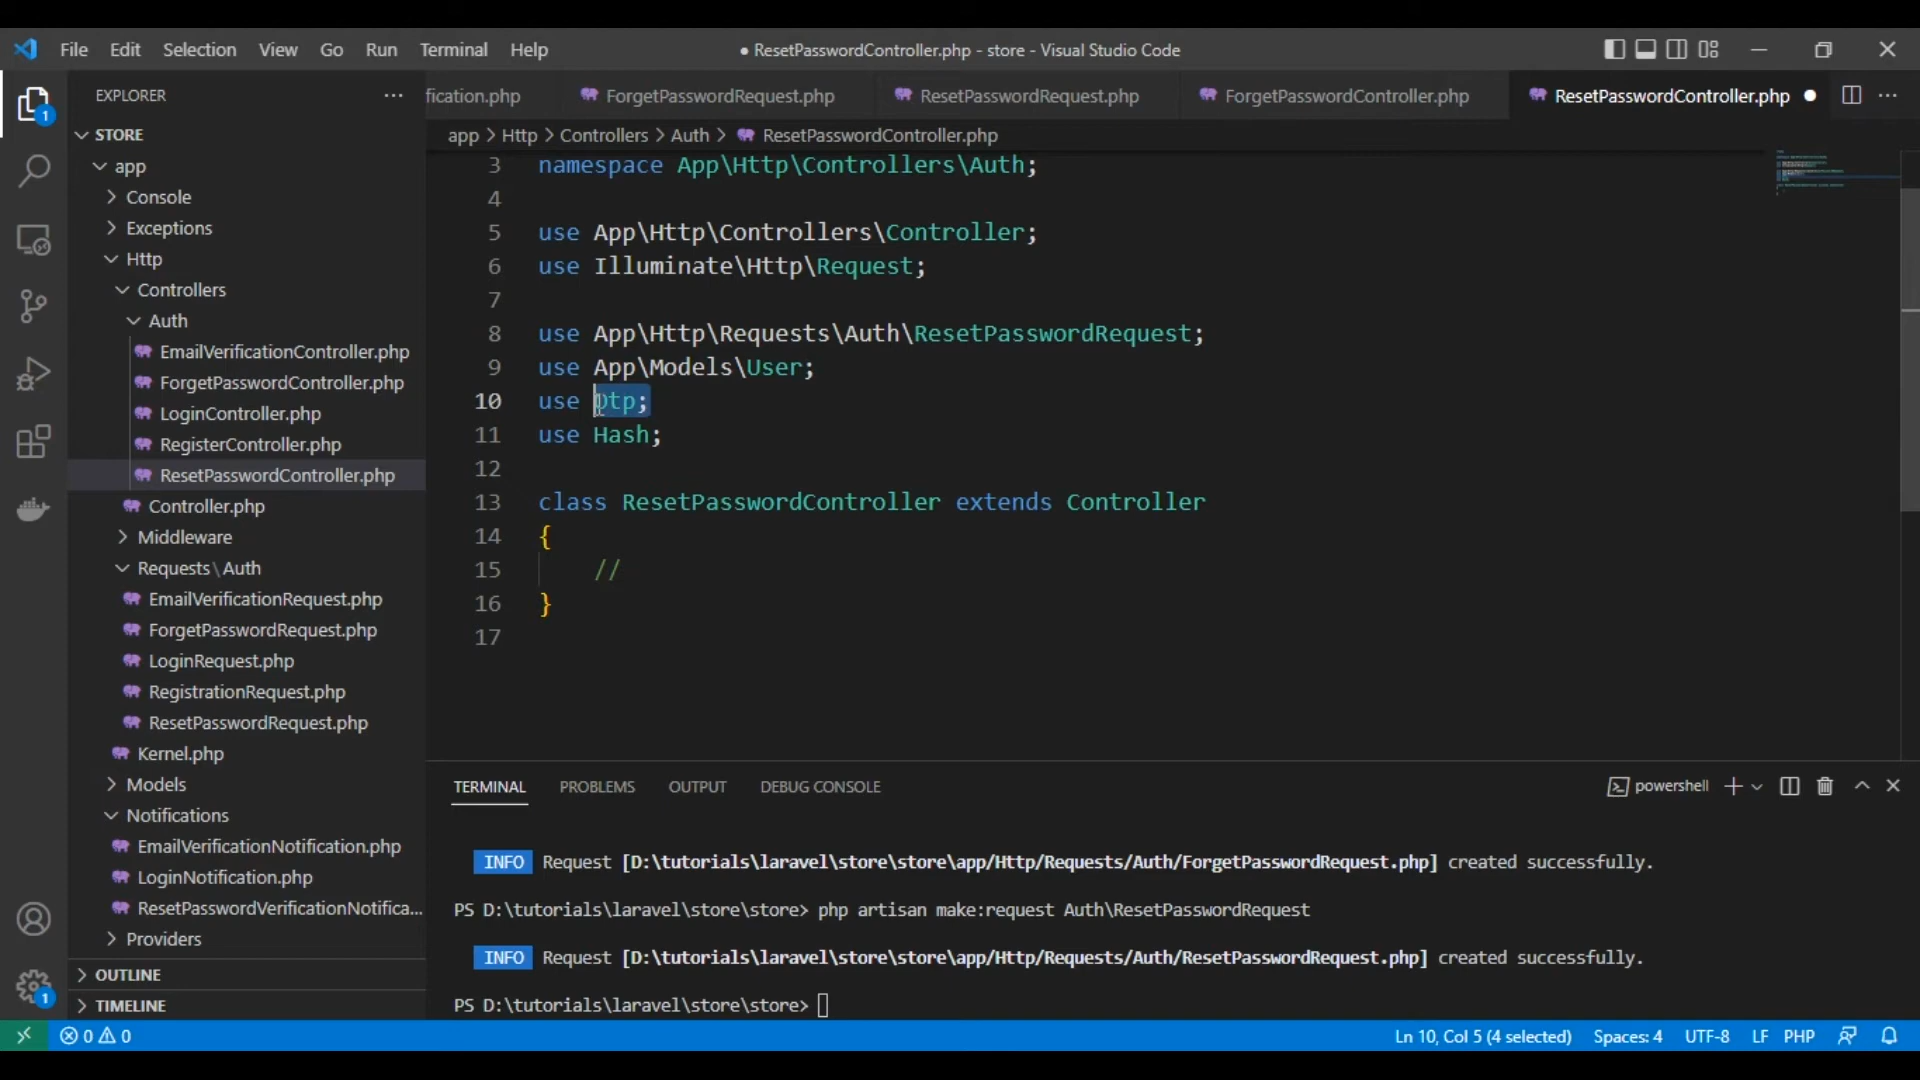 File Edit Selection View Go Run Terminal Help
● ResetPasswordController.php - store - Visual Studio Code
EXPLORER
1
STORE
app
Console
Exceptions
Http
Controllers
Auth
EmailVerificationController.php
ForgetPasswordController.php
LoginController.php
RegisterController.php
ResetPasswordController.php
Controller.php
Middleware
Requests\Auth
EmailVerificationRequest.php
ForgetPasswordRequest.php
LoginRequest.php
RegistrationRequest.php
ResetPasswordRequest.php
Kernel.php
Models
Notifications
EmailVerificationNotification.php
LoginNotification.php
ResetPasswordVerificationNotifica...
Providers
OUTLINE
TIMELINE
1
ification.php ForgetPasswordRequest.php ResetPasswordRequest.php ForgetPasswordController.php ResetPasswordController.php
app > Http > Controllers > Auth > ResetPasswordController.php
3 namespace App\Http\Controllers\Auth;
4
5 use App\Http\Controllers\Controller;
6 use Illuminate\Http\Request;
7
8 use App\Http\Requests\Auth\ResetPasswordRequest;
9 use App\Models\User;
10 use Otp;
11 use Hash;
12
13 class ResetPasswordController extends Controller
14 {
15 //
16 }
17
TERMINAL PROBLEMS OUTPUT DEBUG CONSOLE
powershell
INFO Request [D:\tutorials\laravel\store\store\app/Http/Requests/Auth/ForgetPasswordRequest.php] created successfully.
PS D:\tutorials\laravel\store\store> php artisan make:request Auth\ResetPasswordRequest
INFO Request [D:\tutorials\laravel\store\store\app/Http/Requests/Auth/ResetPasswordRequest.php] created successfully.
PS D:\tutorials\laravel\store\store>
0 0
Ln 10, Col 5 (4 selected) Spaces: 4 UTF-8 LF PHP